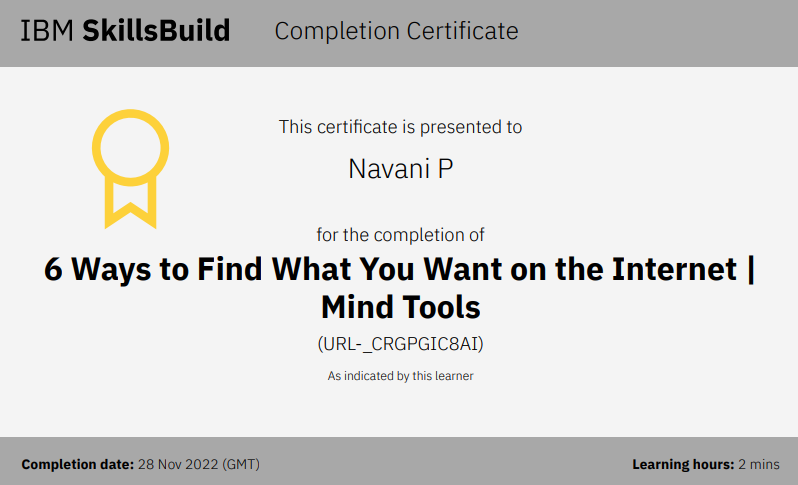 IBM SkillsBuild Completion Certificate
This certificate is presented to
Navani P
for the completion of
6 Ways to Find What You Want on the Internet |
Mind Tools
(URL-_CRGPGIC8AI)
As indicated by this learner
Completion date: 28 Nov 2022 (GMT) Learning hours: 2 mins